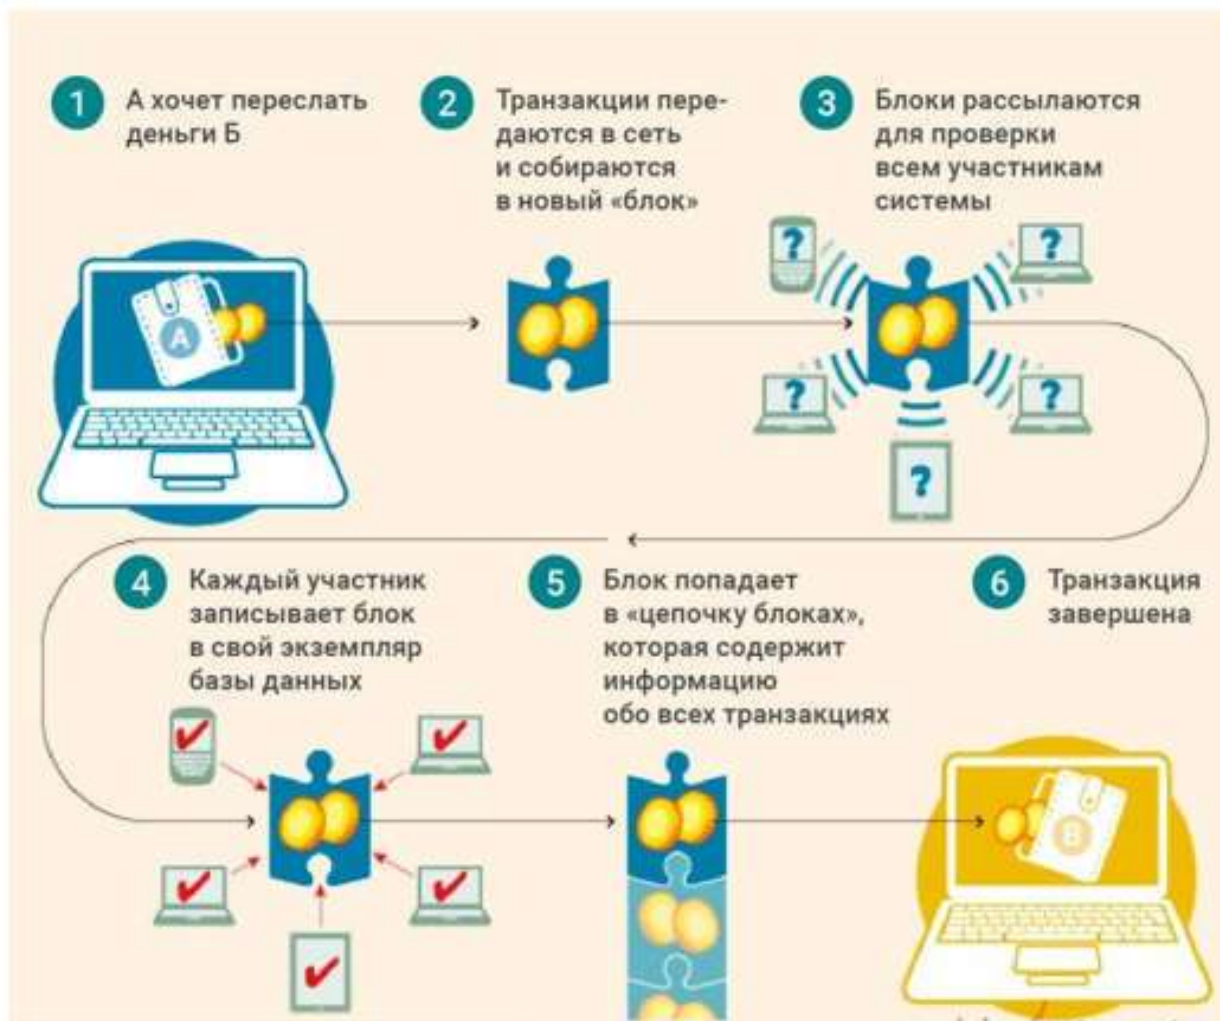 1
А хочет переслать
деньги Б
2
Транзакции пере-
даются в сеть
и собираются
в новый «блок»
3
Блоки рассылаются
для проверки
всем участникам
системы
A
?
?
?
?
?
4
Каждый участник
записывает блок
в свой экземпляр
базы данных
5
Блок попадает
в «цепочку блоках»,
которая содержит
информацию
обо всех транзакциях
6
Транзакция
завершена
B